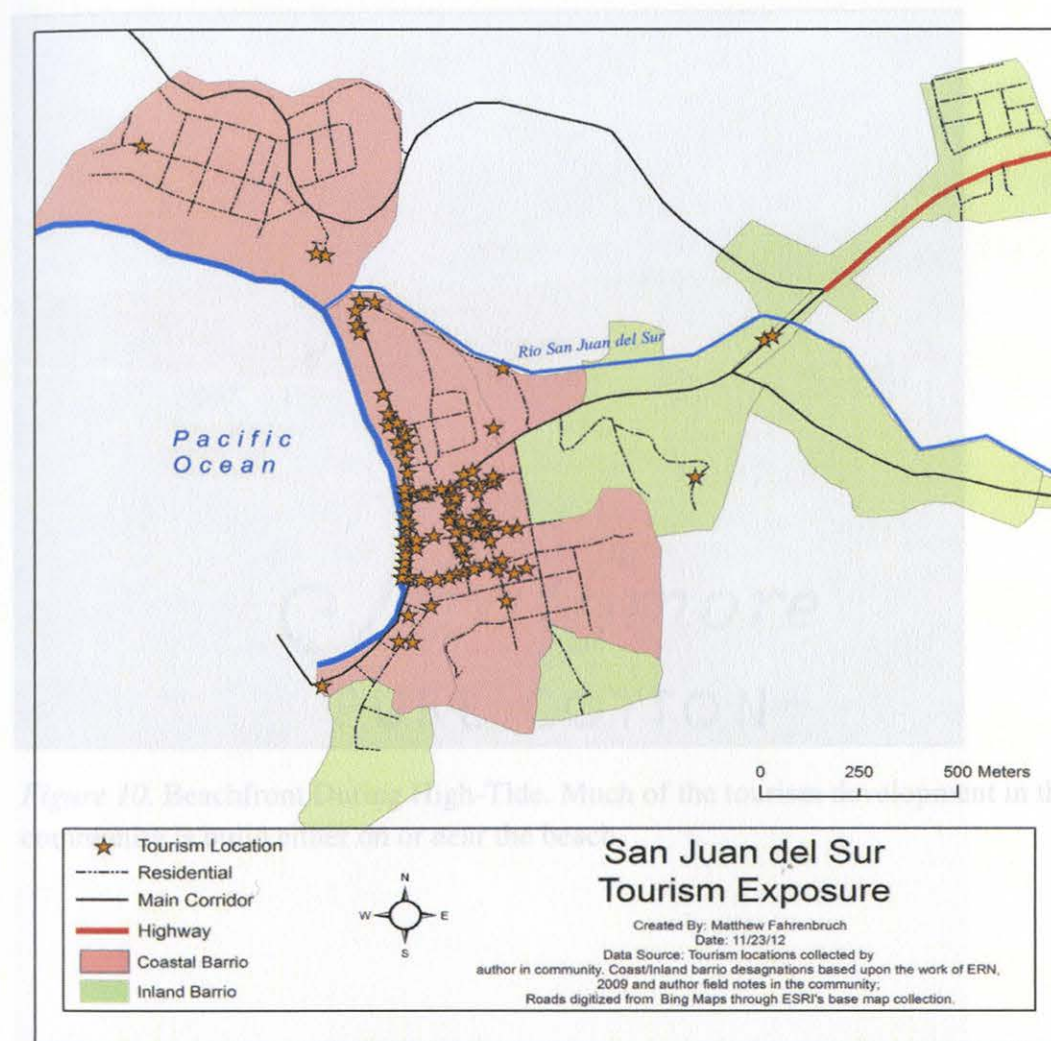 Rio San Juan del Sur
Pacific
Ocean
more
0 250 500 Meters
Figure 10. Beachfront During High-Tide. Much of the tourism development in th
on or near the beach
Tourism Location
Residential
Main Corridor
Highway
Coastal Barrio
Inland Barrio
N
W E
S
San Juan del Sur
Tourism Exposure
Created By: Matthew Fahrenbruch
Date: 11/23/12
Data Source: Tourism locations collected by
author in community. Coast/Inland barrio desagnations based upon the work of ERN,
2009 and author field notes in the community;
Roads digitized from Bing Maps through ESRI's base map collection.